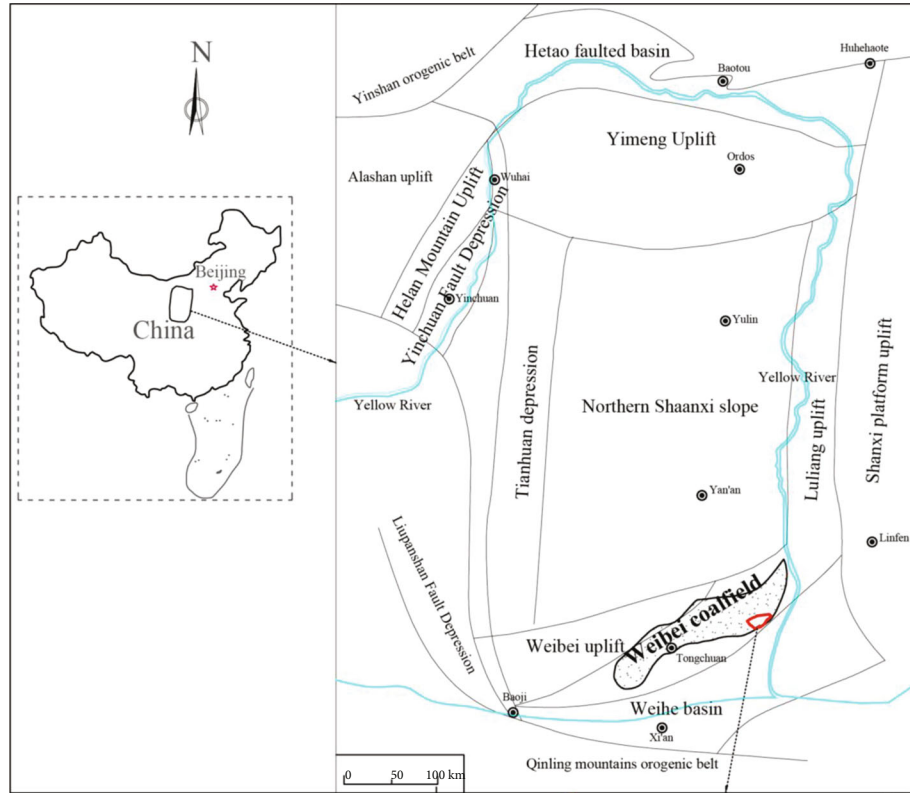 N
Beijing
China
Yinshan orogenic belt
Hetao faulted basin
Huhehaote
Baotou
Yimeng Uplift
Ordos
Alashan uplift
Wuhai
Helan Mountain Uplift
Yinchuan Fault Depression
Yinchuan
Yulin
Yellow River
Yellow River
Northern Shaanxi slope
Tianhuan depression
Luliang uplift
Shanxi platform uplift
Yan'an
Linfen
Liupanshan Fault Depression
Weibei coalfield
Weibei uplift
Tongchuan
Baoji
Weihe basin
Xi'an
Qinling mountains orogenic belt
0 50 100 km